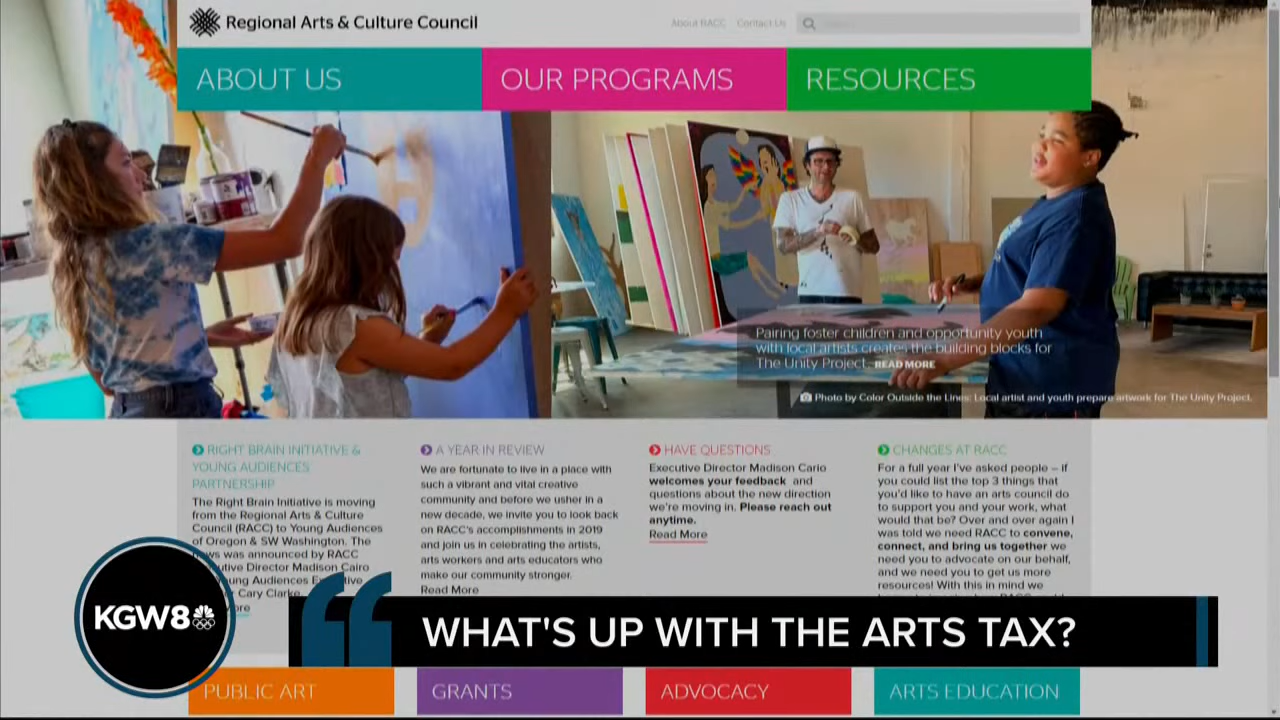 Regional Arts & Culture Council
About RACC Contact Us
ABOUT US
OUR PROGRAMS
RESOURCES
Pairing foster children and opportunity youth
with local artists creates the building blocks for
The Unity Project. READ MORE
Photo by Color Outside the Lines: Local artist and youth prepare artwork for The Unity Project.
RIGHT BRAIN INITIATIVE &
YOUNG AUDIENCES
PARTNERSHIP
The Right Brain Initiative is moving
from the Regional Arts & Culture
Council (RACC) to Young Audiences
of Oregon & SW Washington. The
was announced by RACC
Director Madison Cairo
Young Audiences
Cary Clarke.
A YEAR IN REVIEW
We are fortunate to live in a place with
such a vibrant and vital creative
community and before we usher in a
new decade, we invite you to look back
on RACC's accomplishments in 2019
and join us in celebrating the artists,
arts workers and arts educators who
make our community stronger.
Read More
HAVE QUESTIONS
Executive Director Madison Cario
welcomes your feedback and
questions about the new direction
we're moving in. Please reach out
anytime.
Read More
CHANGES AT RACC
For a full year I've asked people – if
you could list the top 3 things that
you'd like to have an arts council do
to support you and your work, what
would that be? Over and over again I
was told we need RACC to convene,
connect, and bring us together we
need you to advocate on our behalf,
and we need you to get us more
resources! With this in mind we
KGW8
WHAT'S UP WITH THE ARTS TAX?
PUBLIC ART
GRANTS
ADVOCACY
ARTS EDUCATION